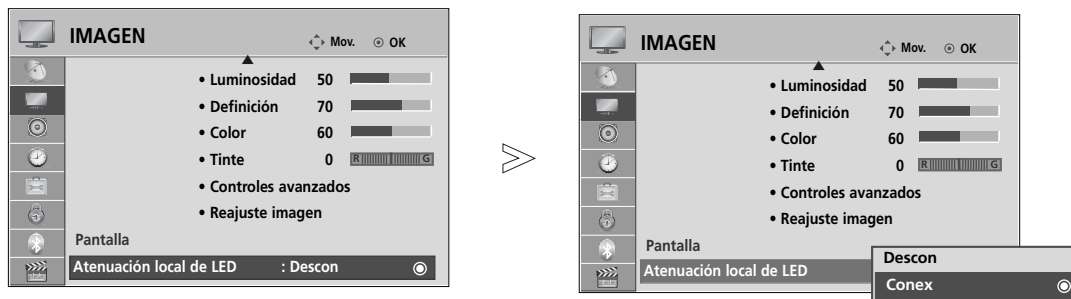 IMAGEN
Mov. OK
• Luminosidad 50
• Definición 70
• Color 60
• Tinte 0 R G
• Controles avanzados
• Reajuste imagen
Pantalla
Atenuación local de LED : Descon
IMAGEN
Mov. OK
• Luminosidad 50
• Definición 70
• Color 60
• Tinte 0 R G
• Controles avanzados
• Reajuste imagen
Pantalla
Atenuación local de LED
Descon
Conex